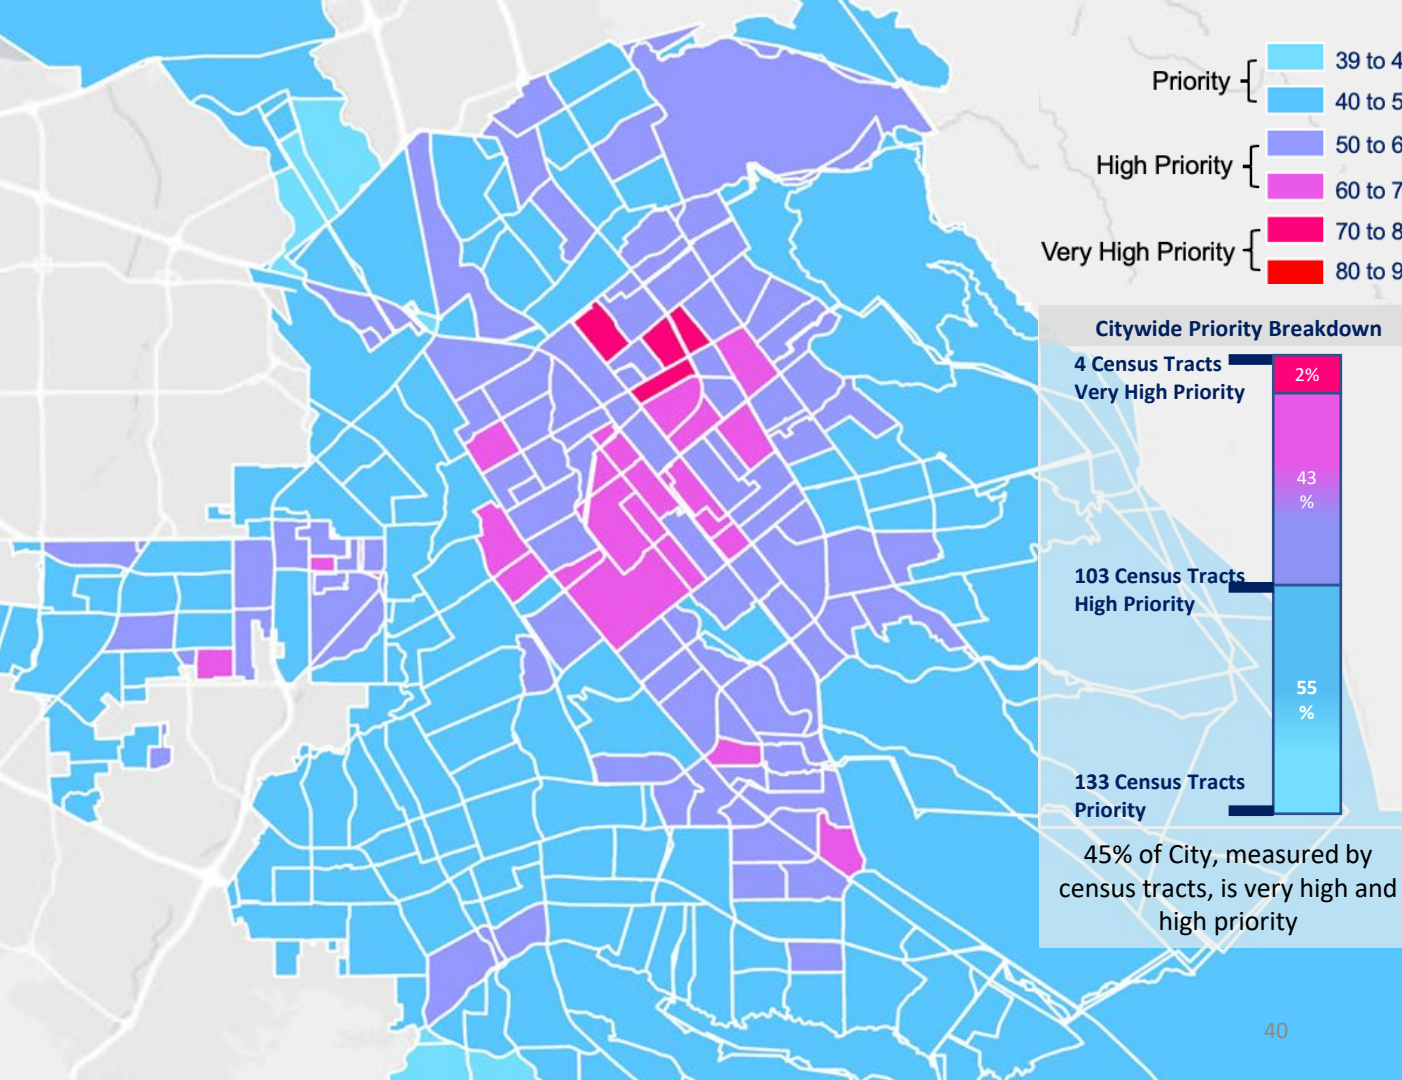 Priority
39 to 4
40 to 5
High Priority
50 to 6
60 to 7
Very High Priority
70 to 8
80 to 9
Citywide Priority Breakdown
4 Census Tracts
Very High Priority
2%
43
%
103 Census Tracts
High Priority
55
%
133 Census Tracts
Priority
45% of City, measured by
census tracts, is very high and
high priority
40